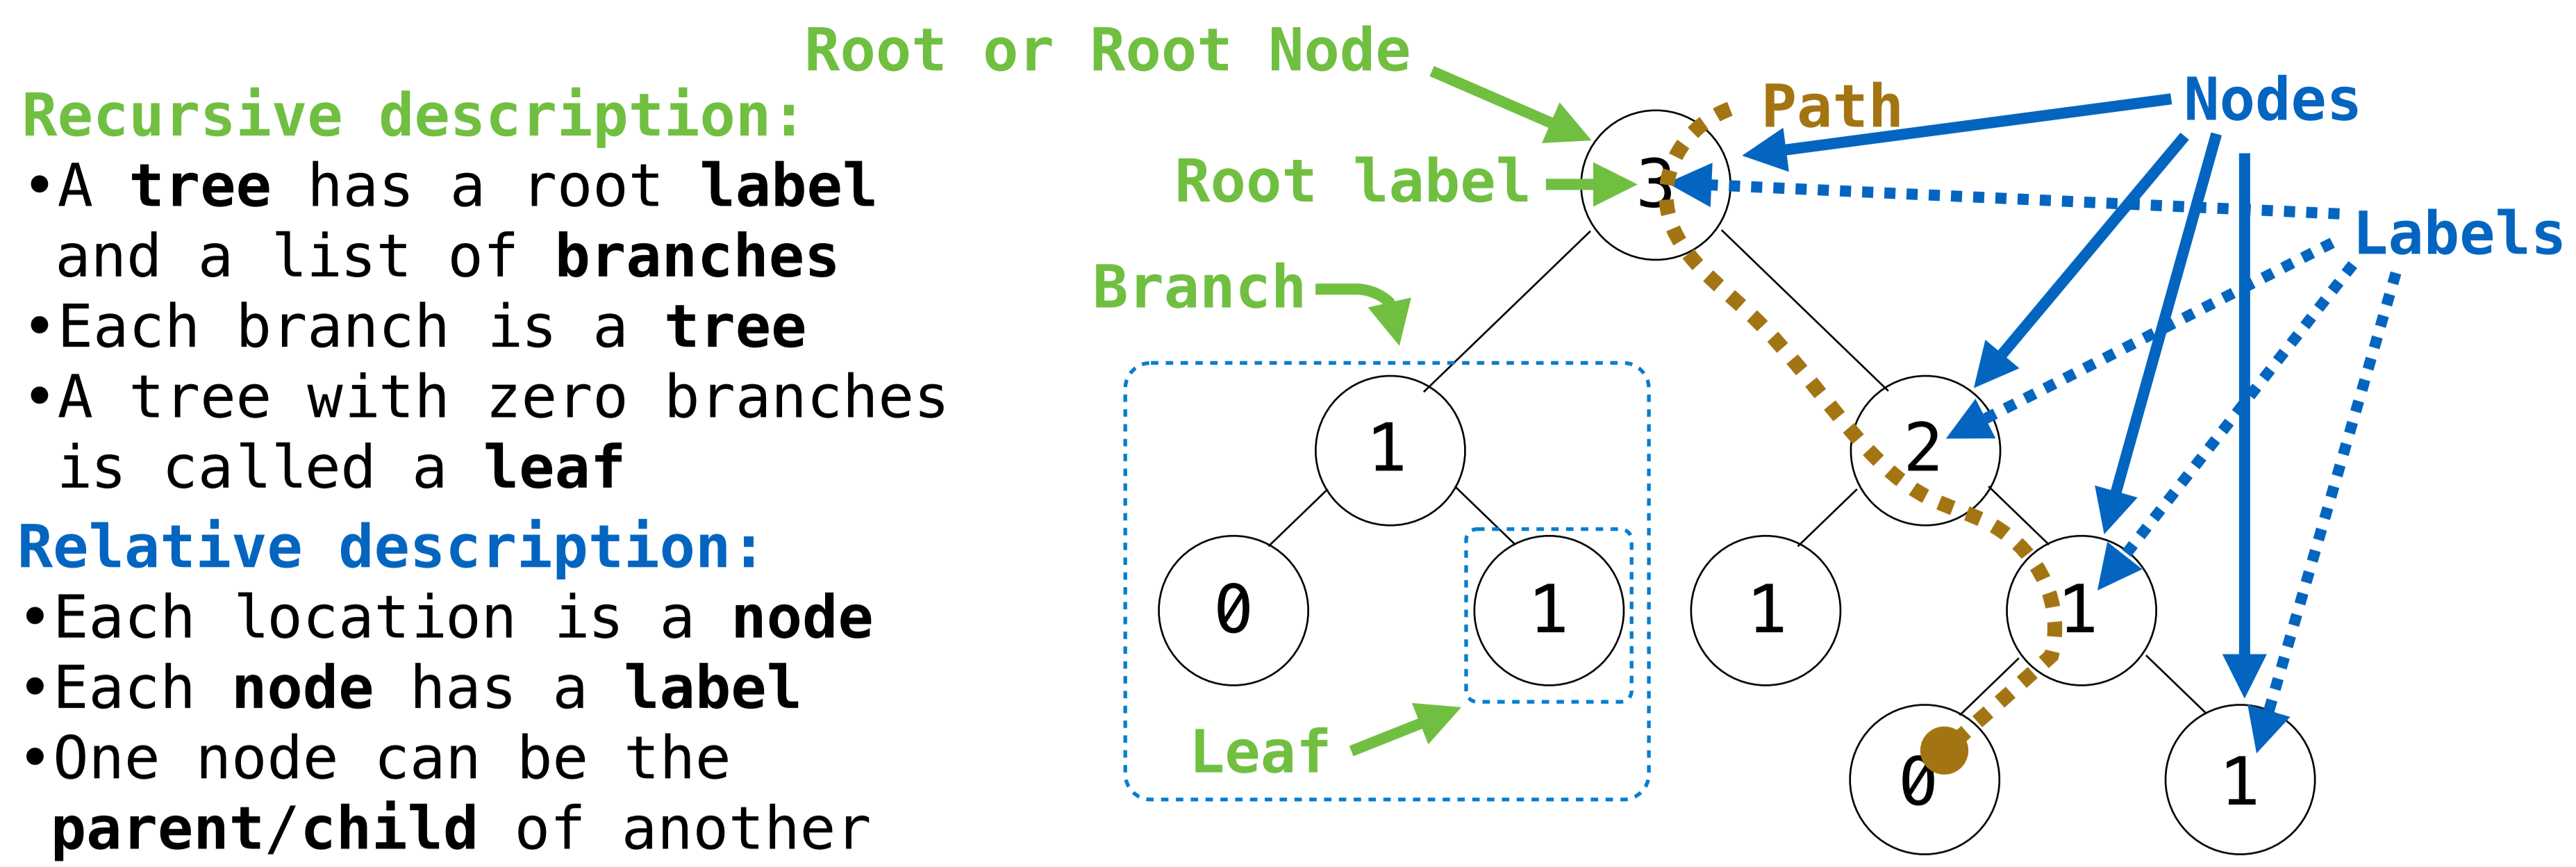 Recursive description:
•A tree has a root label
and a list of branches
•Each branch is a tree
•A tree with zero branches
is called a leaf
Relative description:
•Each location is a node
•Each node has a label
•One node can be the
parent/child of another
Root or Root Node
Path
Nodes
Root label
3
Labels
Branch
1
2
0
1
1
1
Leaf
0
1